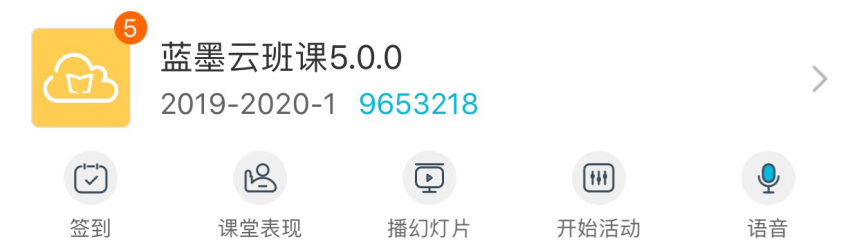 5
蓝墨云班课5.0.0
2019-2020-1 9653218
签到 课堂表现 播幻灯片 开始活动 语音